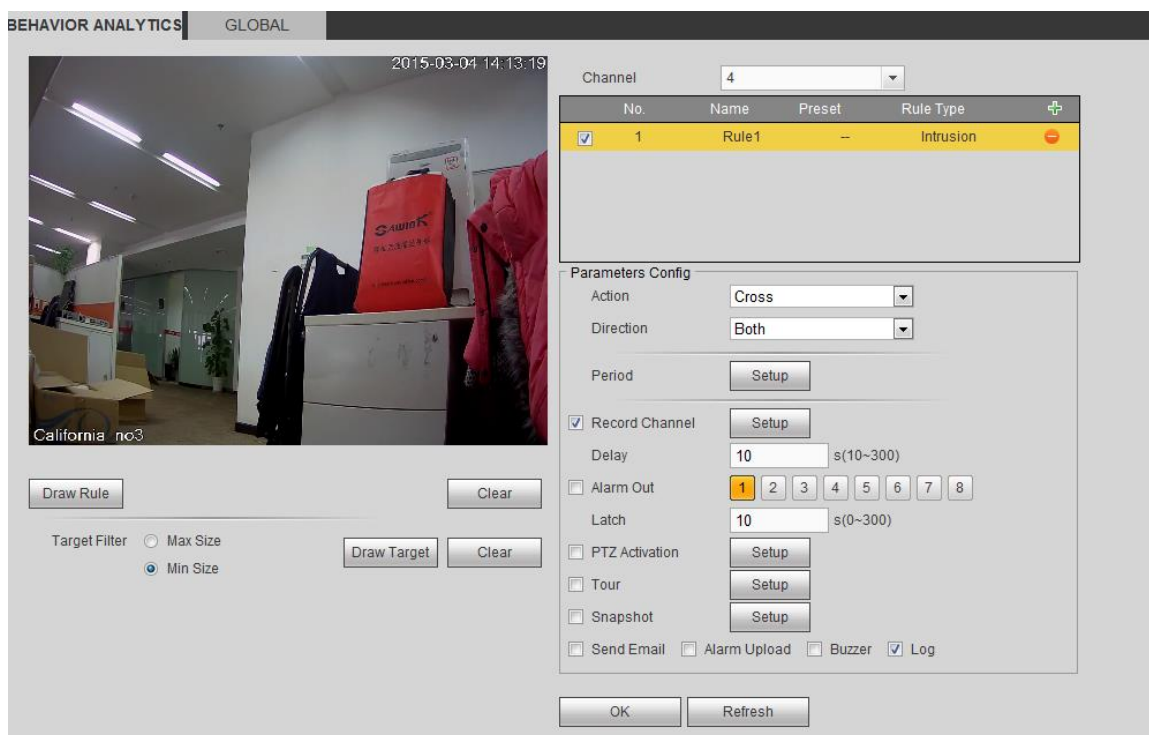 BEHAVIOR ANALYTICS GLOBAL
2015-03-04 14:13:19
SAWINK
California no3
Draw Rule Clear
Target Filter Max Size
Min Size
Draw Target Clear
Channel 4
No. Name Preset Rule Type
1 Rule1 -- Intrusion
Parameters Config
Action Cross
Direction Both
Period Setup
Record Channel Setup
Delay 10 s(10~300)
Alarm Out 1 2 3 4 5 6 7 8
Latch 10 s(0~300)
PTZ Activation Setup
Tour Setup
Snapshot Setup
Send Email Alarm Upload Buzzer Log
OK Refresh